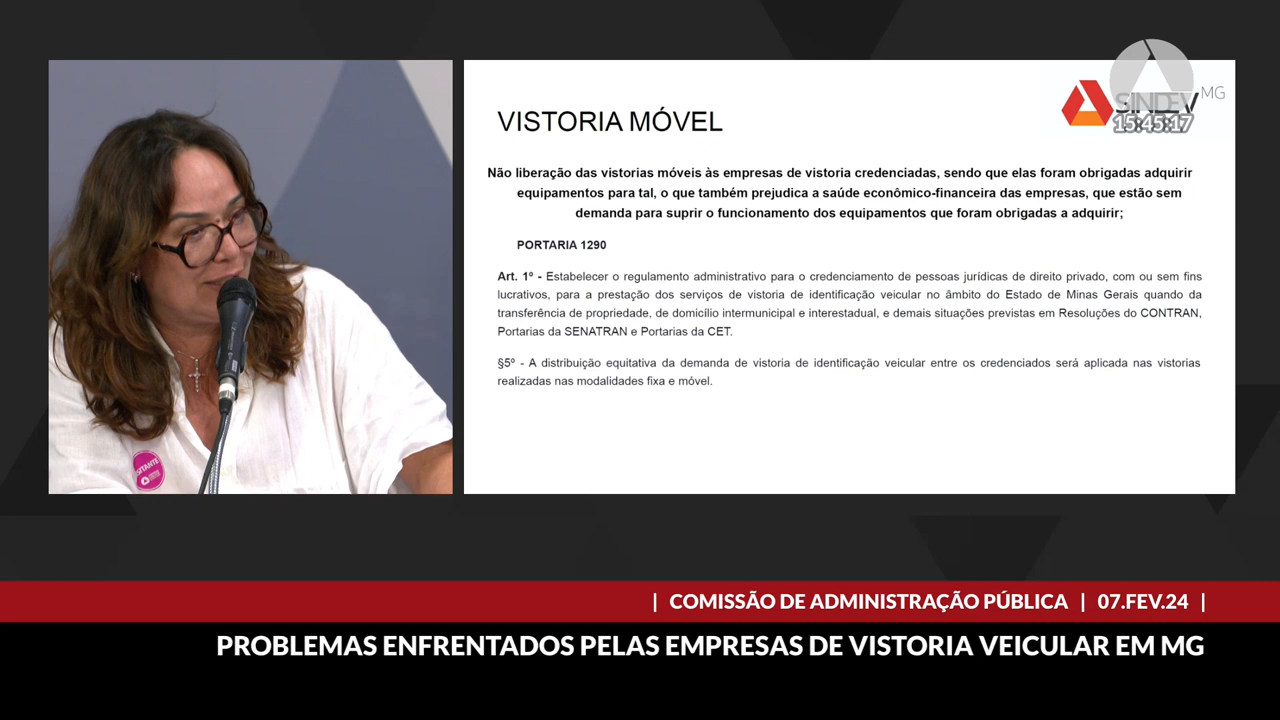 VISTORIA MÓVEL
SINDEV MG
15:45:17
Não liberação das vistorias móveis às empresas de vistoria credenciadas, sendo que elas foram obrigadas adquirir
equipamentos para tal, o que também prejudica a saúde econômico-financeira das empresas, que estão sem
demanda para suprir o funcionamento dos equipamentos que foram obrigadas a adquirir;
PORTARIA 1290
Art. 1º - Estabelecer o regulamento administrativo para o credenciamento de pessoas jurídicas de direito privado, com ou sem fins
lucrativos, para a prestação dos serviços de vistoria de identificação veicular no âmbito do Estado de Minas Gerais quando da
transferência de propriedade, de domicílio intermunicipal e interestadual, e demais situações previstas em Resoluções do CONTRAN,
Portarias da SENATRAN e Portarias da CET.
§5º - A distribuição equitativa da demanda de vistoria de identificação veicular entre os credenciados será aplicada nas vistorias
realizadas nas modalidades fixa e móvel.
| COMISSÃO DE ADMINISTRAÇÃO PÚBLICA | 07.FEV.24 |
PROBLEMAS ENFRENTADOS PELAS EMPRESAS DE VISTORIA VEICULAR EM MG